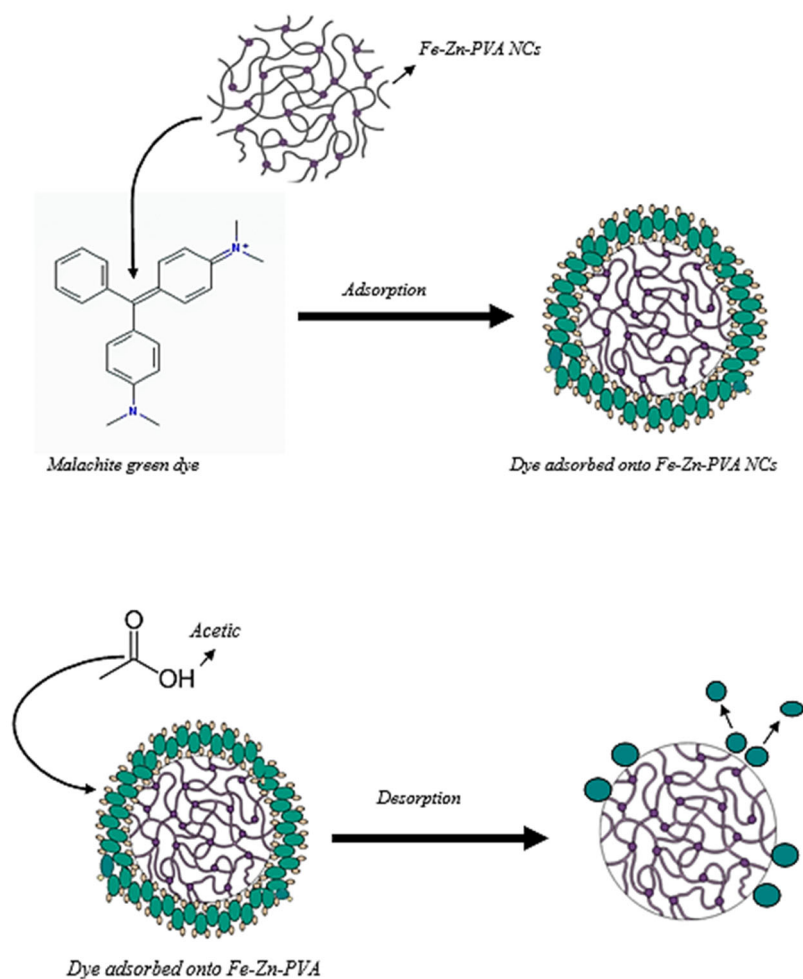 Fe-Zn-PVA NCs
N+
Adsorption
N
Malachite green dye
Dye adsorbed onto Fe-Zn-PVA NCs
O
OH
Acetic
Desorption
Dye adsorbed onto Fe-Zn-PVA